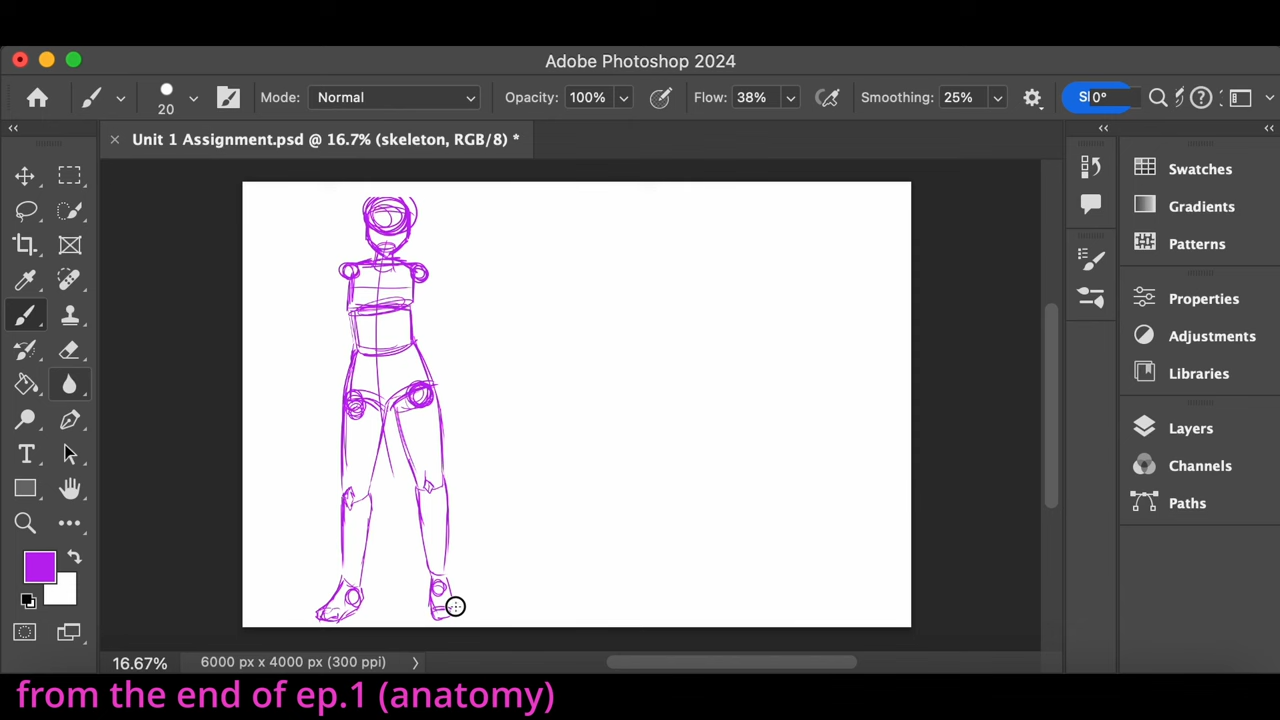 Adobe Photoshop 2024
20
Mode: Normal
Opacity: 100%
Flow: 38%
Smoothing: 25%
0°
Unit 1 Assignment.psd @ 16.7% (skeleton, RGB/8) *
Swatches
Gradients
Patterns
Properties
Adjustments
Libraries
Layers
Channels
Paths
16.67%
6000 px x 4000 px (300 ppi)
from the end of ep.1 (anatomy)